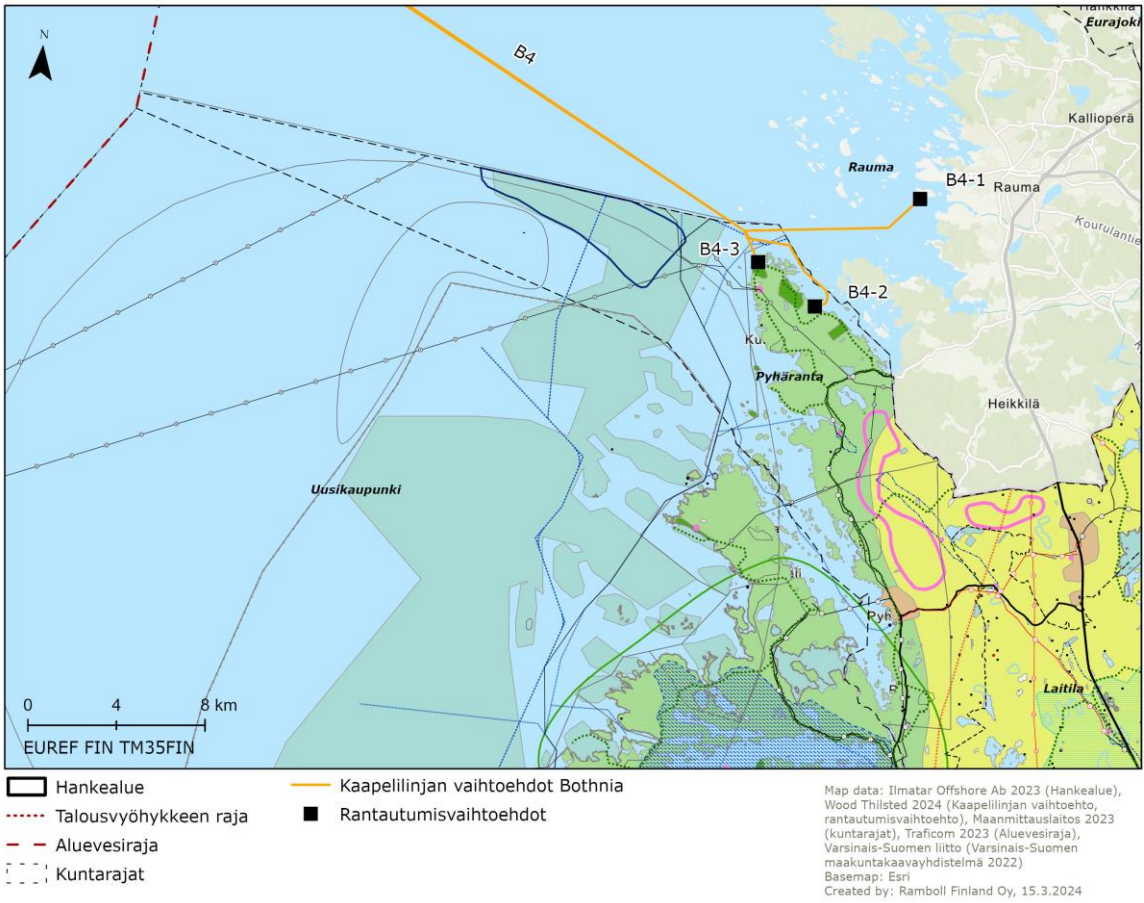 Hankkila
Eurajoki
N
B4
Kallioperä
Rauma
B4-1
Rauma
Kourulantie
B4-3
B4-2
Ku
Pyhäranta
Heikkilä
Uusikaupunki
Pyh
Laitila
0 4 8 km
EUREF FIN TM35FIN
Hankealue
Talousvyöhykkeen raja
Aluevesiraja
Kuntarajat
Kaapelilinjan vaihtoehdot Bothnia
Rantautumisvaihtoehdot
Map data: Ilmatar Offshore Ab 2023 (Hankealue),
Wood Thilsted 2024 (Kaapelilinjan vaihtoehto,
rantautumisvaihtoehto), Maanmittauslaitos 2023
(kuntarajat), Traficom 2023 (Aluevesiraja),
Varsinais-Suomen liitto (Varsinais-Suomen
maakuntakaavayhdistelmä 2022)
Basemap: Esri
Created by: Ramboll Finland Oy, 15.3.2024